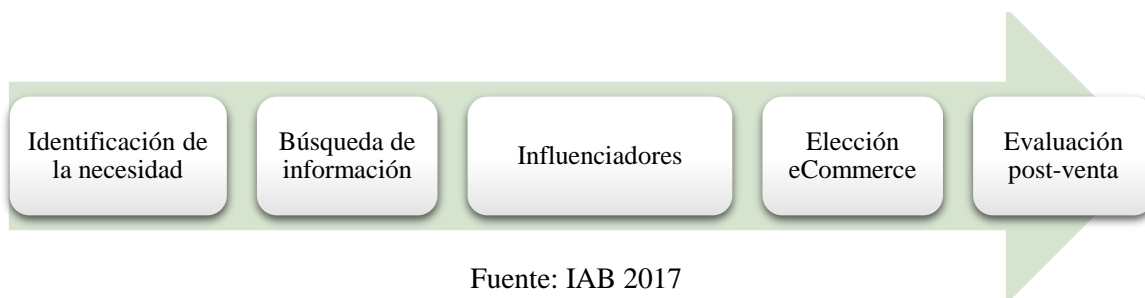 Identificación de
la necesidad
Búsqueda de
información
Influenciadores
Elección
eCommerce
Evaluación
post-venta
Fuente: IAB 2017